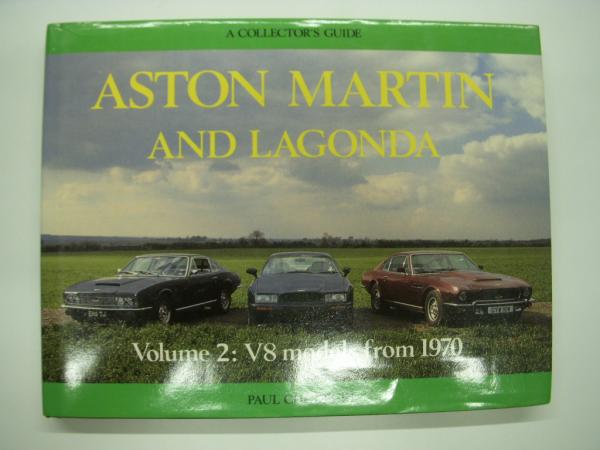 A COLLECTOR'S GUIDE
ASTON MARTIN
AND LAGONDA
Volume 2: V8 models from 1970
PAUL